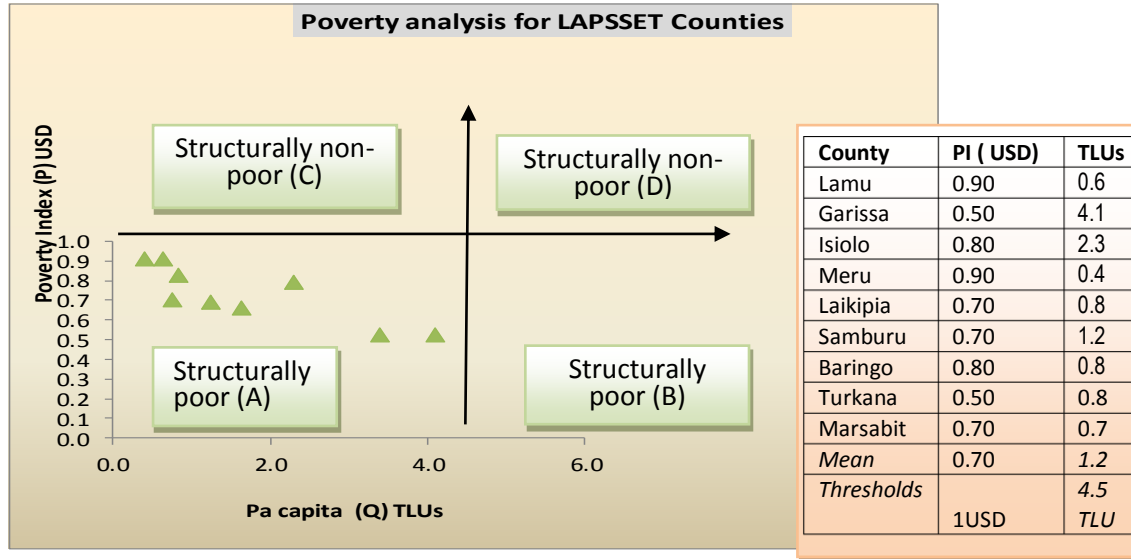 Poverty analysis for LAPSSET Counties
Poverty Index (P) USD
Structurally non-
poor (C)
Structurally non-
poor (D)
1.0
0.9
0.8
0.7
0.6
0.5
0.4
0.3
0.2
0.1
0.0
Structurally
poor (A)
Structurally
poor (B)
0.0 2.0 4.0 6.0
Pa capita (Q) TLUs
County PI ( USD) TLUs
Lamu 0.90 0.6
Garissa 0.50 4.1
Isiolo 0.80 2.3
Meru 0.90 0.4
Laikipia 0.70 0.8
Samburu 0.70 1.2
Baringo 0.80 0.8
Turkana 0.50 0.8
Marsabit 0.70 0.7
Mean 0.70 1.2
Thresholds 4.5
1USD TLU